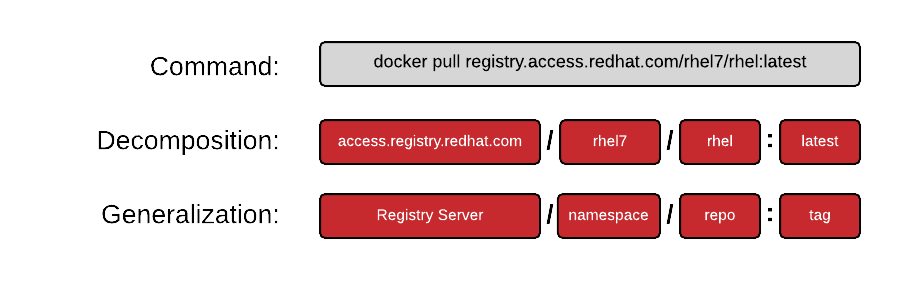 Command: docker pull registry.access.redhat.com/rhel7/rhel:latest
Decomposition: access.registry.redhat.com / rhel7 / rhel : latest
Generalization: Registry Server / namespace / repo : tag